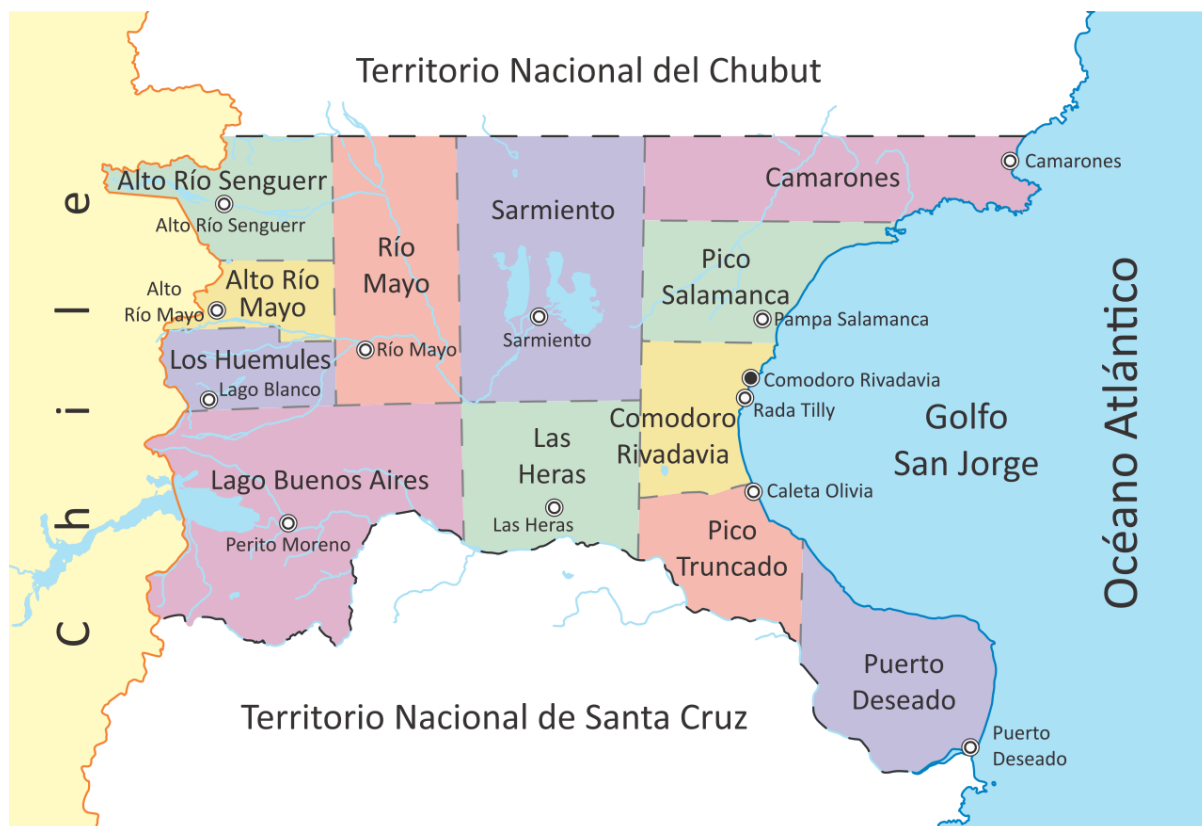 Territorio Nacional del Chubut
Camarones
Camarones
Alto Río Senguerr
Alto Río Senguerr
Sarmiento
Sarmiento
Río
Mayo
Río Mayo
Pico
Salamanca
Pampa Salamanca
Alto Río
Mayo
Alto
Río Mayo
Los Huemules
Lago Blanco
Comodoro Rivadavia
Rada Tilly
Comodoro
Rivadavia
Golfo
San Jorge
Océano Atlántico
Chile
Lago Buenos Aires
Perito Moreno
Las
Heras
Las Heras
Caleta Olivia
Pico
Truncado
Puerto
Deseado
Puerto
Deseado
Territorio Nacional de Santa Cruz